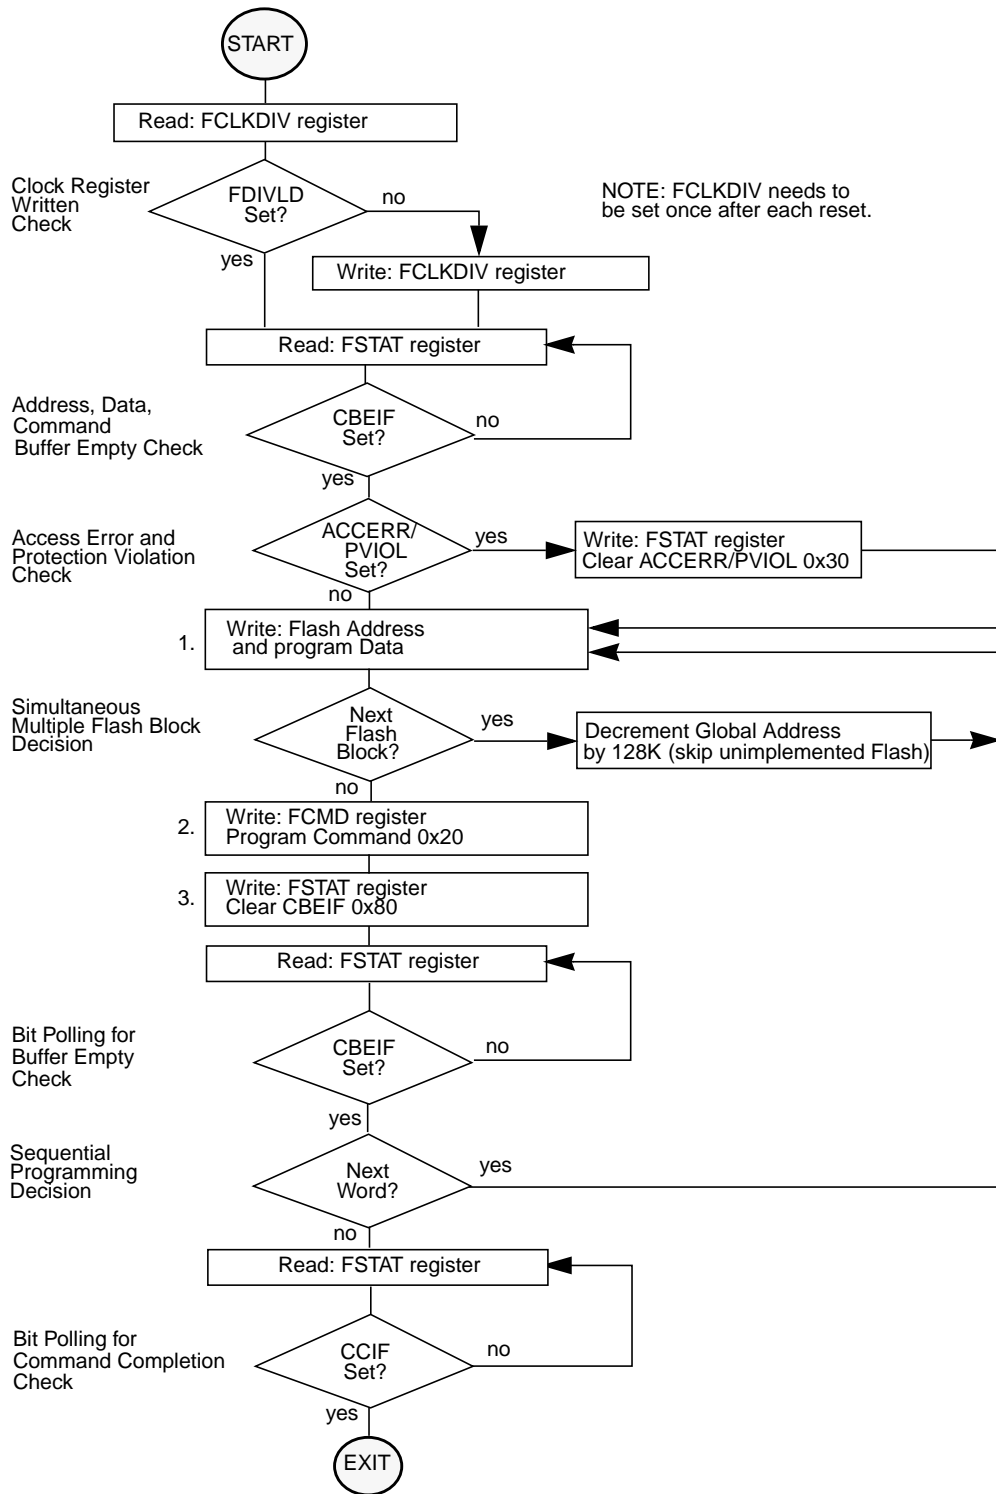 START
Read: FCLKDIV register
Clock Register
Written
Check
FDIVLD
Set?
no
NOTE: FCLKDIV needs to
be set once after each reset.
yes
Write: FCLKDIV register
Read: FSTAT register
Address, Data,
Command
Buffer Empty Check
CBEIF
Set?
no
yes
Access Error and
Protection Violation
Check
ACCERR/
PVIOL
Set?
yes
Write: FSTAT register
Clear ACCERR/PVIOL 0x30
no
1.
Write: Flash Address
and program Data
Simultaneous
Multiple Flash Block
Decision
Next
Flash
Block?
yes
Decrement Global Address
by 128K (skip unimplemented Flash)
no
2.
Write: FCMD register
Program Command 0x20
3.
Write: FSTAT register
Clear CBEIF 0x80
Read: FSTAT register
Bit Polling for
Buffer Empty
Check
CBEIF
Set?
no
yes
Sequential
Programming
Decision
Next
Word?
yes
no
Read: FSTAT register
Bit Polling for
Command Completion
Check
CCIF
Set?
no
yes
EXIT